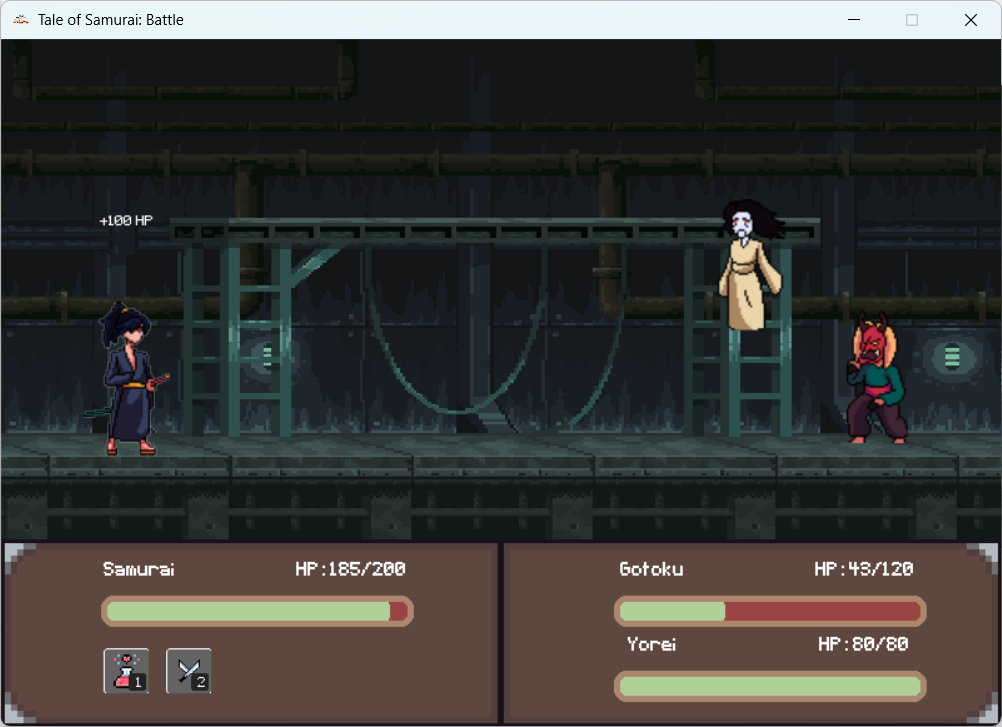 Tale of Samurai: Battle
+100 HP
Samurai HP:185/200
1 2
Gotoku HP:43/120
Yorei HP:80/80